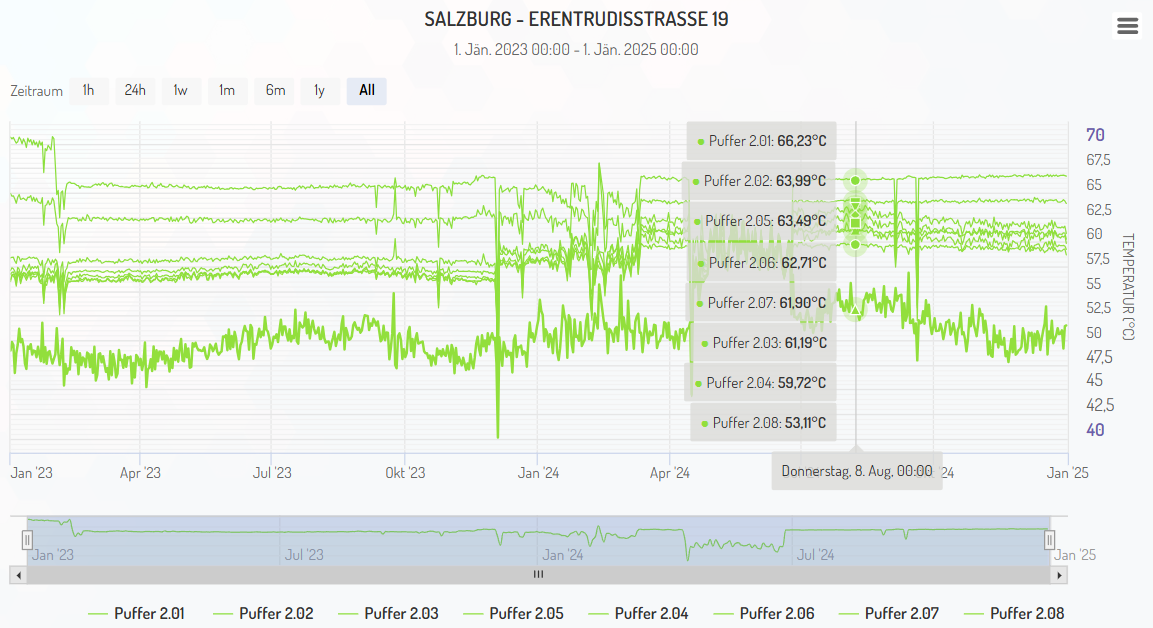 SALZBURG - ERENTRUDISSTRASSE 19
1. Jän. 2023 00:00 - 1. Jän. 2025 00:00
Zeitraum 1h 24h 1w 1m 6m 1y All
Puffer 2.01: 66,23°C
Puffer 2.02: 63,99°C
Puffer 2.05: 63,49°C
Puffer 2.06: 62,71°C
Puffer 2.07: 61,90°C
Puffer 2.03: 61,19°C
Puffer 2.04: 59,72°C
Puffer 2.08: 53,11°C
70
67,5
65
62,5
60
57,5
55
52,5
50
47,5
45
42,5
40
TEMPERATUR (°C)
Jan '23 Apr '23 Jul '23 Okt '23 Jan '24 Apr '24 '24 Jan '25
Donnerstag, 8. Aug, 00:00
Jan '23 Jul '23 Jan '24 Jul '24 Jan '25
Puffer 2.01 Puffer 2.02 Puffer 2.03 Puffer 2.05 Puffer 2.04 Puffer 2.06 Puffer 2.07 Puffer 2.08